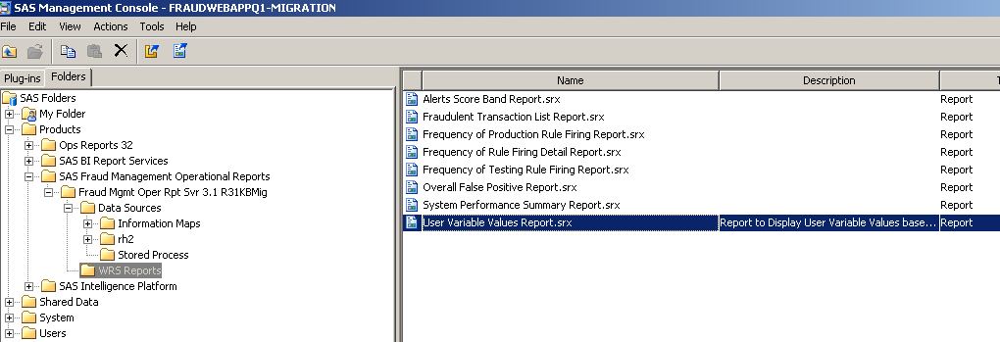 SAS Management Console - FRAUDWEBAPPQ1-MIGRATION
File Edit View Actions Tools Help
Plug-ins Folders
SAS Folders
My Folder
Products
Ops Reports 32
SAS BI Report Services
SAS Fraud Management Operational Reports
Fraud Mgmt Oper Rpt Svr 3.1 R31KBMig
Data Sources
Information Maps
rh2
Stored Process
WRS Reports
SAS Intelligence Platform
Shared Data
System
Users
Name Description T
Alerts Score Band Report.srx Report
Fraudulent Transaction List Report.srx Report
Frequency of Production Rule Firing Report.srx Report
Frequency of Rule Firing Detail Report.srx Report
Frequency of Testing Rule Firing Report.srx Report
Overall False Positive Report.srx Report
System Performance Summary Report.srx Report
User Variable Values Report.srx Report to Display User Variable Values base... Report